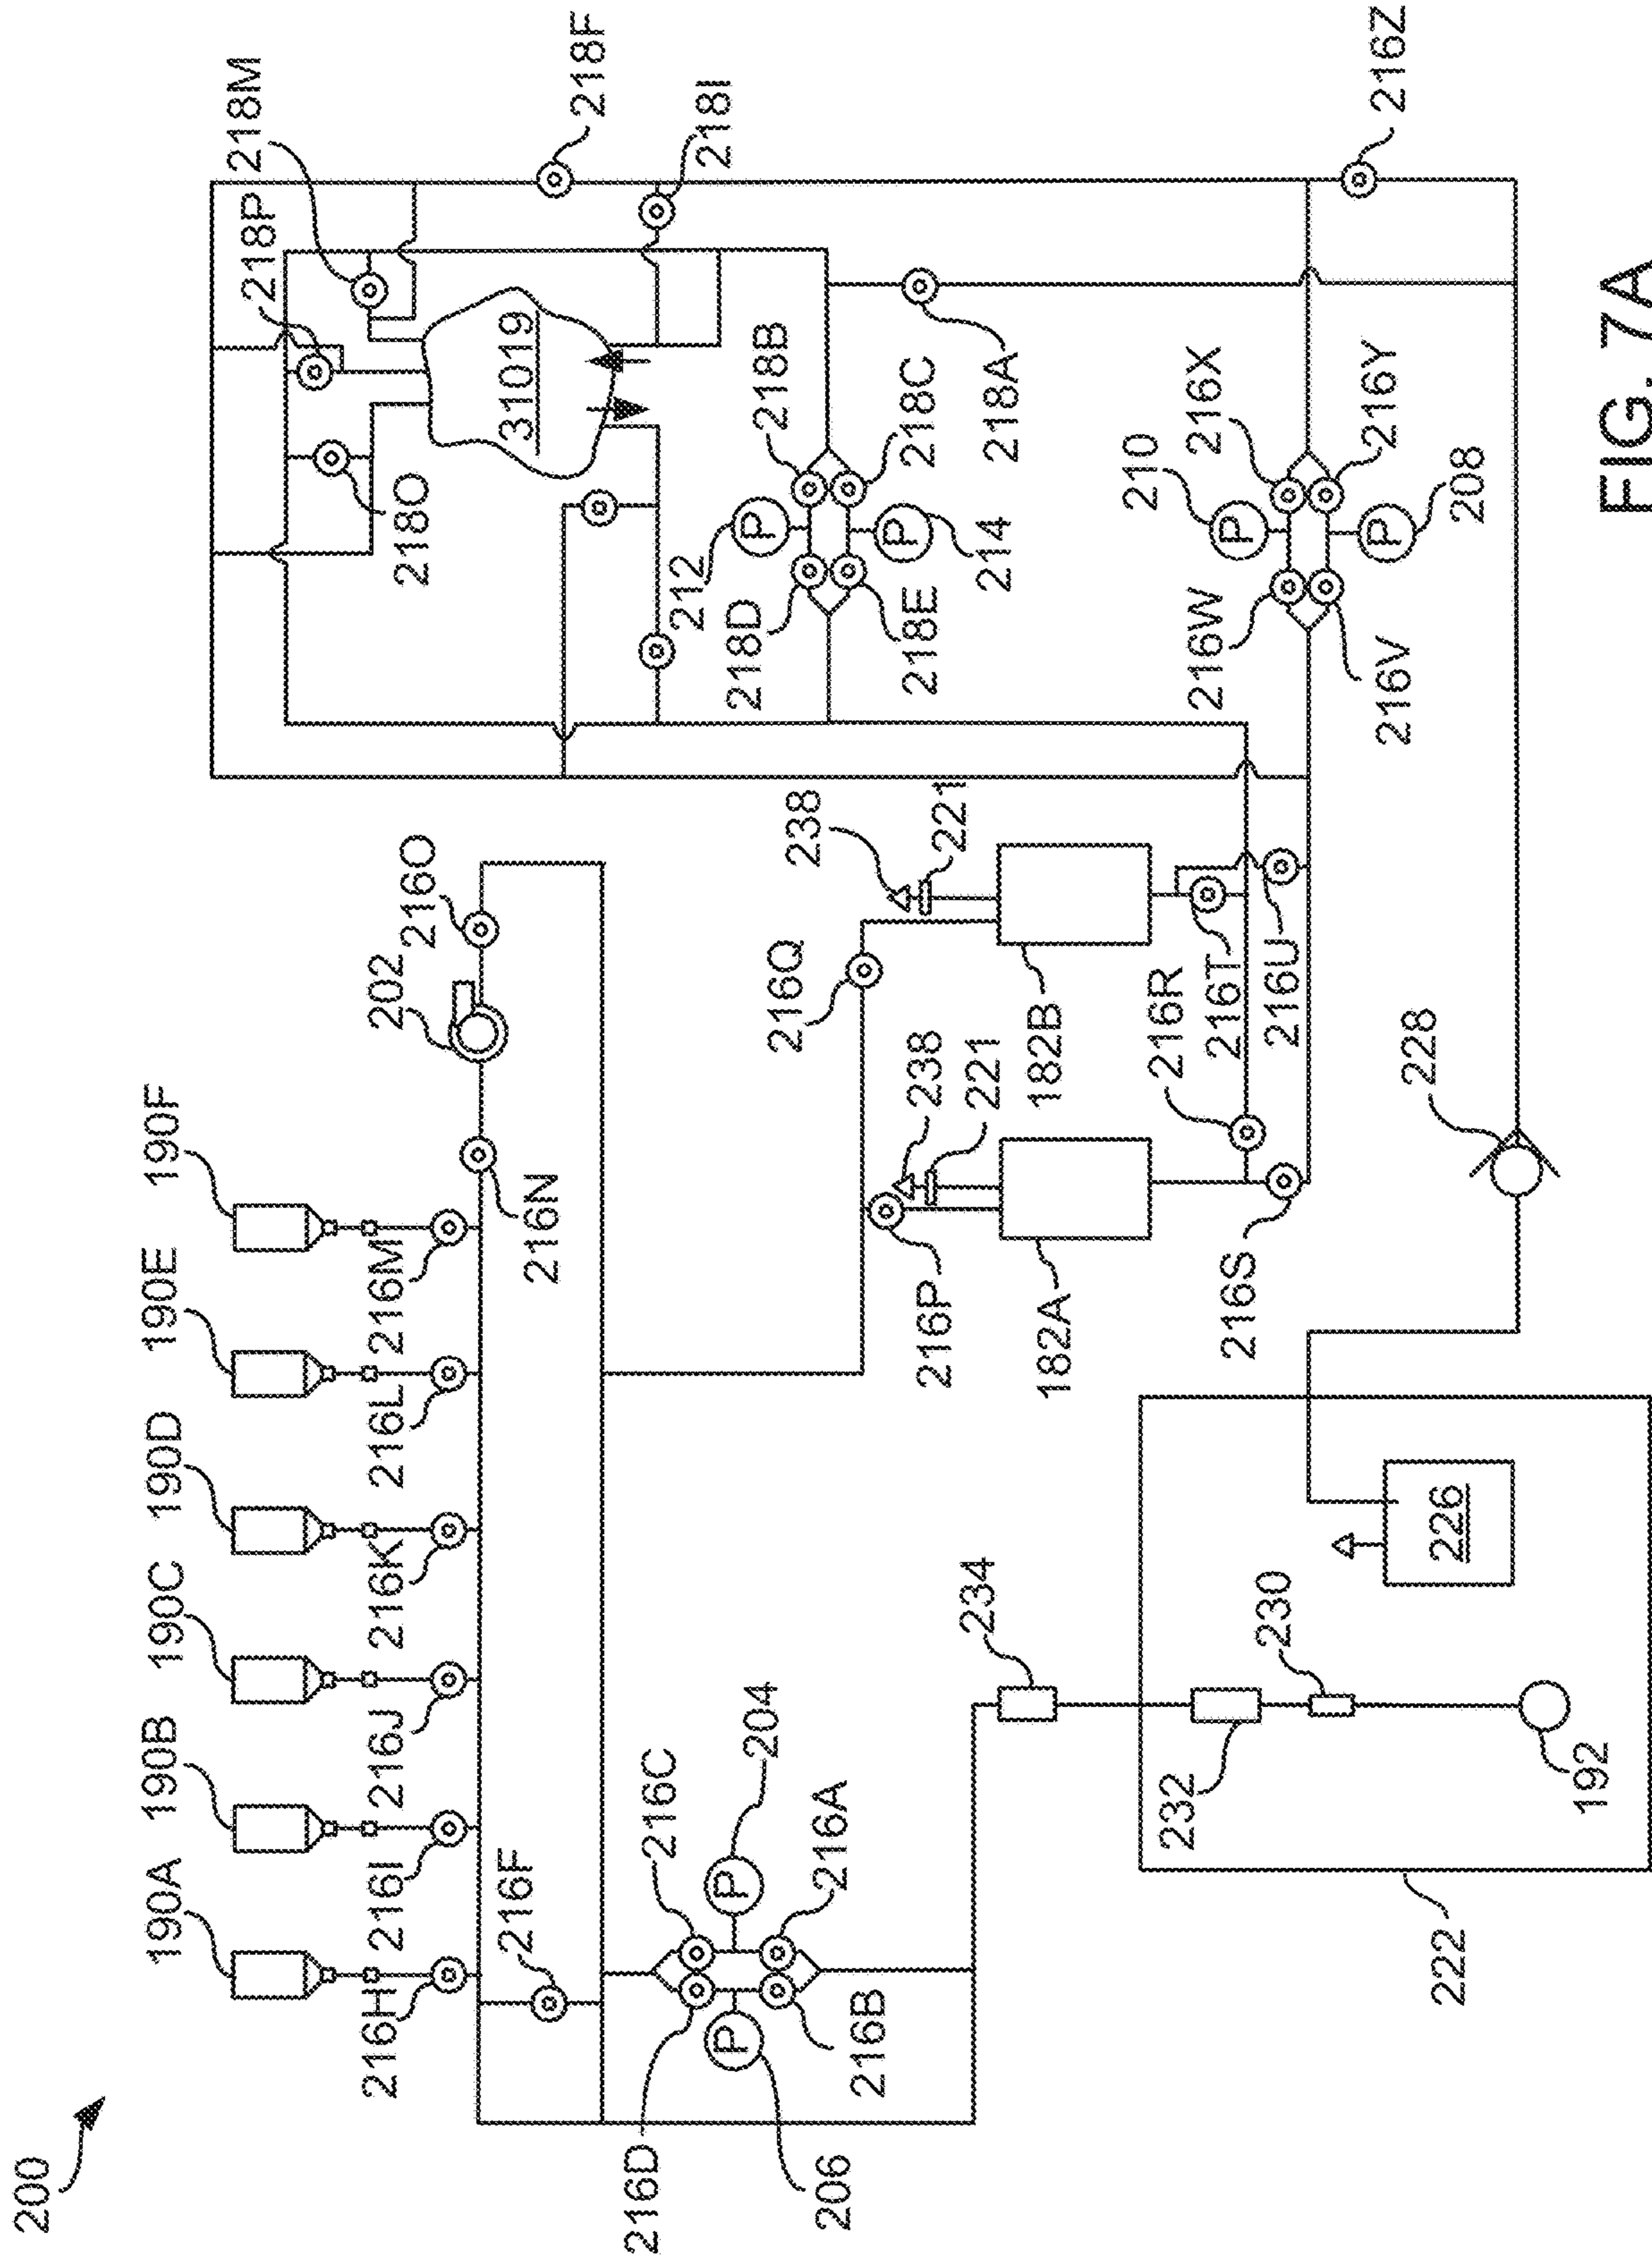 200
190A
190B
190C
190D
190E
190F
216H
216I
216J
216K
216L
216M
216N
202
216O
216F
216D
216C
P
204
P
206
216B
216A
234
232
230
192
222
226
228
216P
238
221
182A
216Q
238
221
182B
216R
216S
216T
216U
218P
218M
218F
218I
218O
31019
212
P
218B
218D
218C
218E
P
214
218A
210
P
216X
216W
216Y
216V
P
208
216Z
FIG. 7A